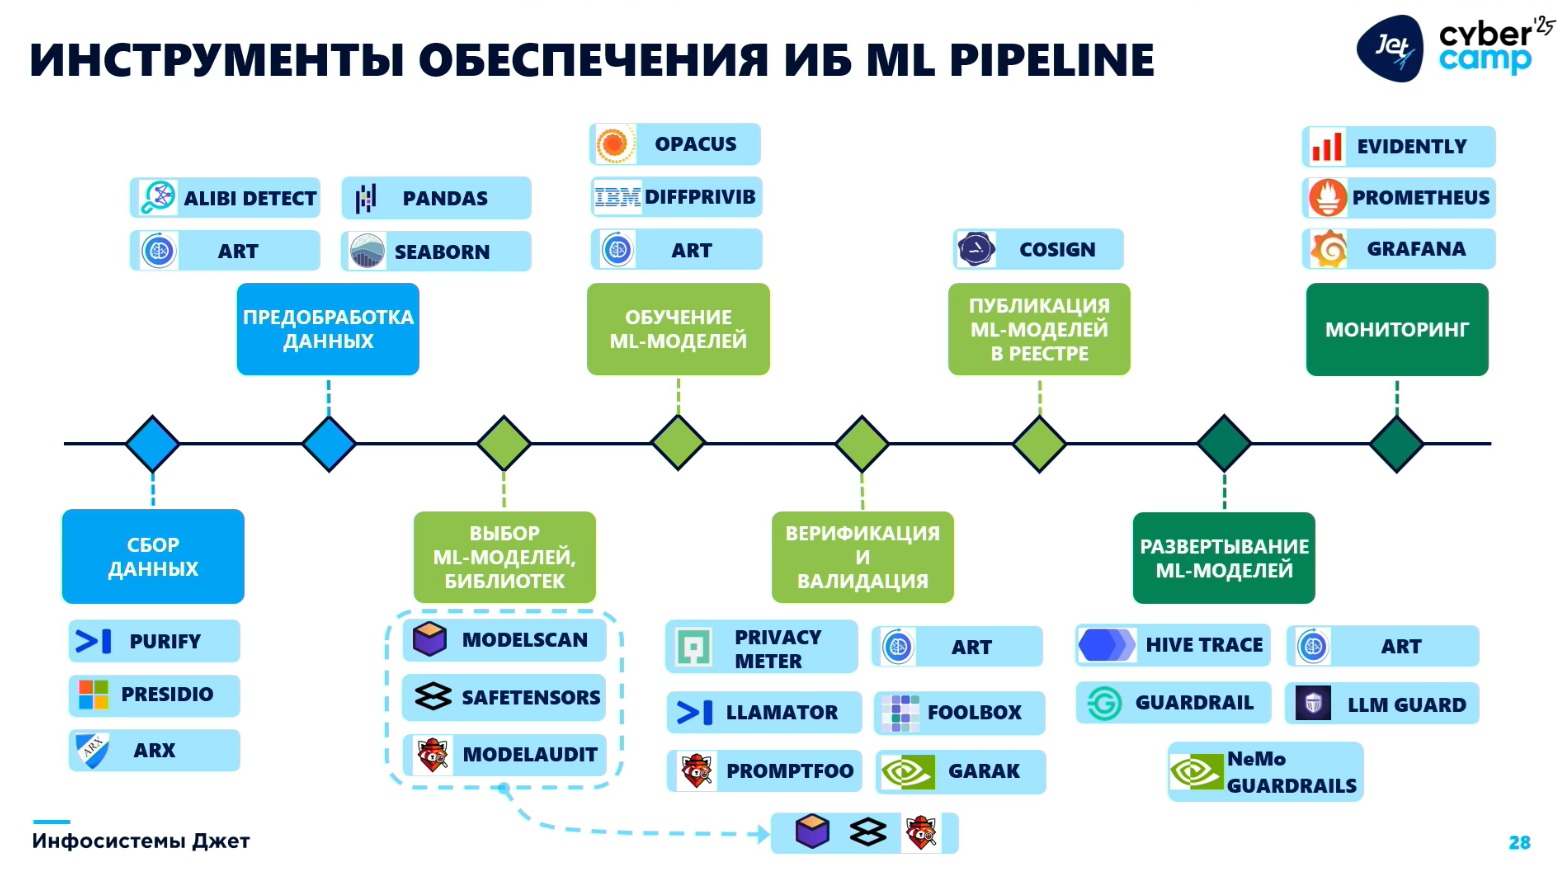 ИНСТРУМЕНТЫ ОБЕСПЕЧЕНИЯ ИБ ML PIPELINE
Jet
cyber'25
camp
ALIBI DETECT
PANDAS
ART
SEABORN
OPACUS
IBM DIFFPRIVIB
ART
COSIGN
EVIDENTLY
PROMETHEUS
GRAFANA
ПРЕДОБРАБОТКА
ДАННЫХ
ОБУЧЕНИЕ
ML-МОДЕЛЕЙ
ПУБЛИКАЦИЯ
ML-МОДЕЛЕЙ
В РЕЕСТРЕ
МОНИТОРИНГ
СБОР
ДАННЫХ
ВЫБОР
ML-МОДЕЛЕЙ,
БИБЛИОТЕК
ВЕРИФИКАЦИЯ
И
ВАЛИДАЦИЯ
РАЗВЕРТЫВАНИЕ
ML-МОДЕЛЕЙ
PURIFY
PRESIDIO
ARX ARX
MODELSCAN
SAFETENSORS
MODELAUDIT
PRIVACY
METER
ART
LLAMATOR
FOOLBOX
PROMPTFOO
GARAK
HIVE TRACE
ART
GUARDRAIL
LLM GUARD
NeMo
GUARDRAILS
Инфосистемы Джет
28